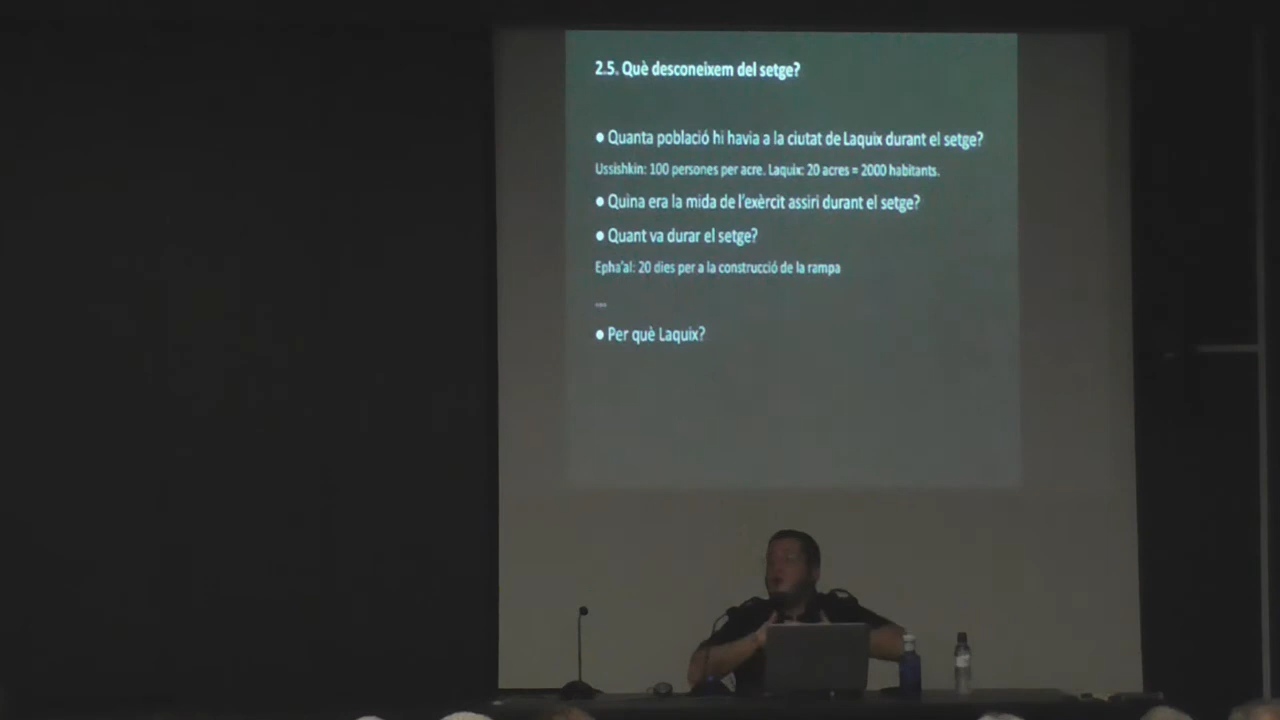 2.5. Què desconeixem del setge?
● Quanta població hi havia a la ciutat de Laquix durant el setge?
Ussishkin: 100 persones per acre. Laquix: 20 acres = 2000 habitants.
● Quina era la mida de l'exèrcit assiri durant el setge?
● Quant va durar el setge?
Epha'al: 20 dies per a la construcció de la rampa
...
● Per què Laquix?